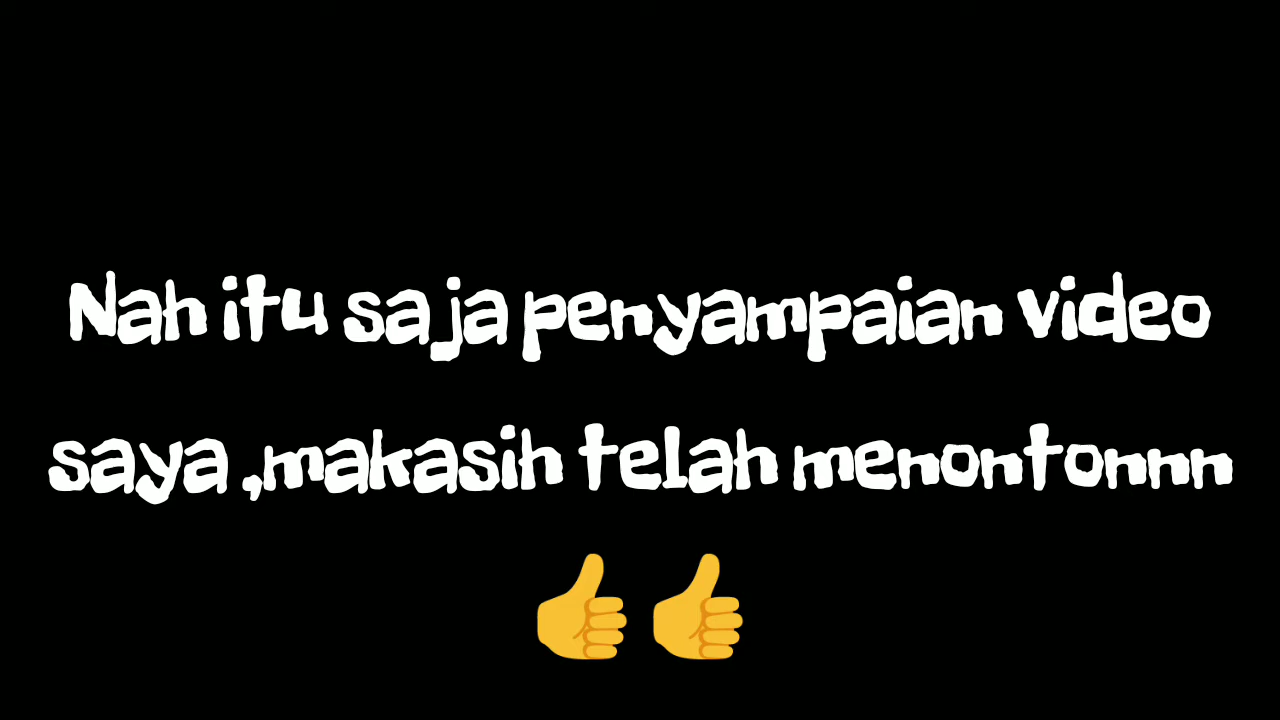 Nah itu saja penyampaian video
saya ,makasih telah menontonnn
👍👍